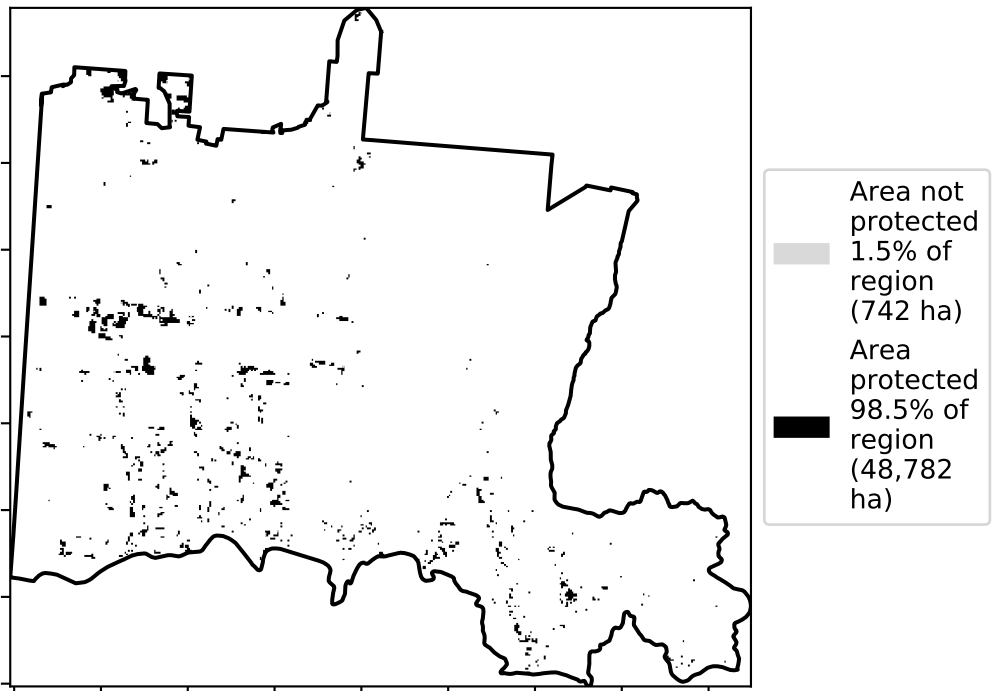 Area not
protected
1.5% of
region
(742 ha)
Area
protected
98.5% of
region
(48,782
ha)